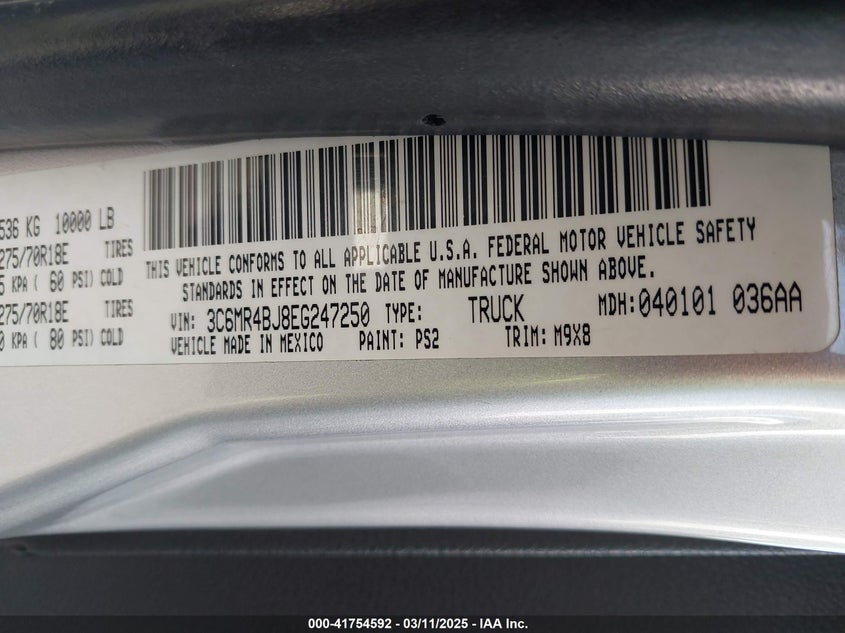 536 KG 10000 LB
275/70R18E TIRES
5 KPA ( 60 PSI) COLD
275/70R18E TIRES
0 KPA ( 80 PSI) COLD
THIS VEHICLE CONFORMS TO ALL APPLICABLE U.S.A. FEDERAL MOTOR VEHICLE SAFETY
STANDARDS IN EFFECT ON THE DATE OF MANUFACTURE SHOWN ABOVE.
VIN: 3C6MR4BJ8EG247250 TYPE: TRUCK MDH: 040101 036AA
VEHICLE MADE IN MEXICO PAINT: PS2 TRIM: M9X8
000-41754592 - 03/11/2025 - IAA Inc.